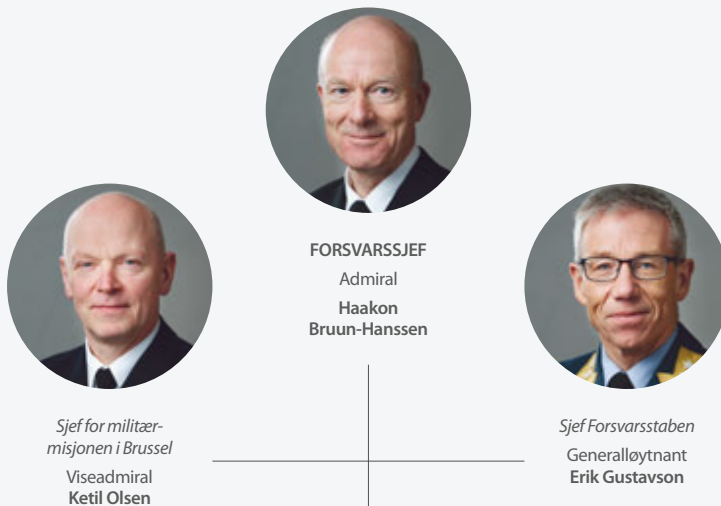 FORSVARSSJEF
Admiral
Haakon
Bruun-Hanssen
Sjef for militær-
misjonen i Brussel
Viseadmiral
Ketil Olsen
Sjef Forsvarsstaben
Generalløytnant
Erik Gustavson